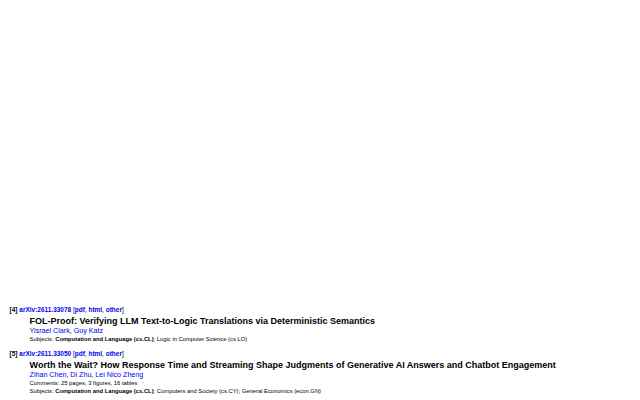 [4] arXiv:2611.33078 [pdf, html, other]
FOL-Proof: Verifying LLM Text-to-Logic Translations via Deterministic Semantics
Yisrael Clark, Guy Katz
Subjects: Computation and Language (cs.CL); Logic in Computer Science (cs.LO)
[5] arXiv:2611.33050 [pdf, html, other]
Worth the Wait? How Response Time and Streaming Shape Judgments of Generative AI Answers and Chatbot Engagement
Zihan Chen, Di Zhu, Lei Nico Zheng
Comments: 25 pages, 3 figures, 16 tables
Subjects: Computation and Language (cs.CL); Computers and Society (cs.CY); General Economics (econ.GN)